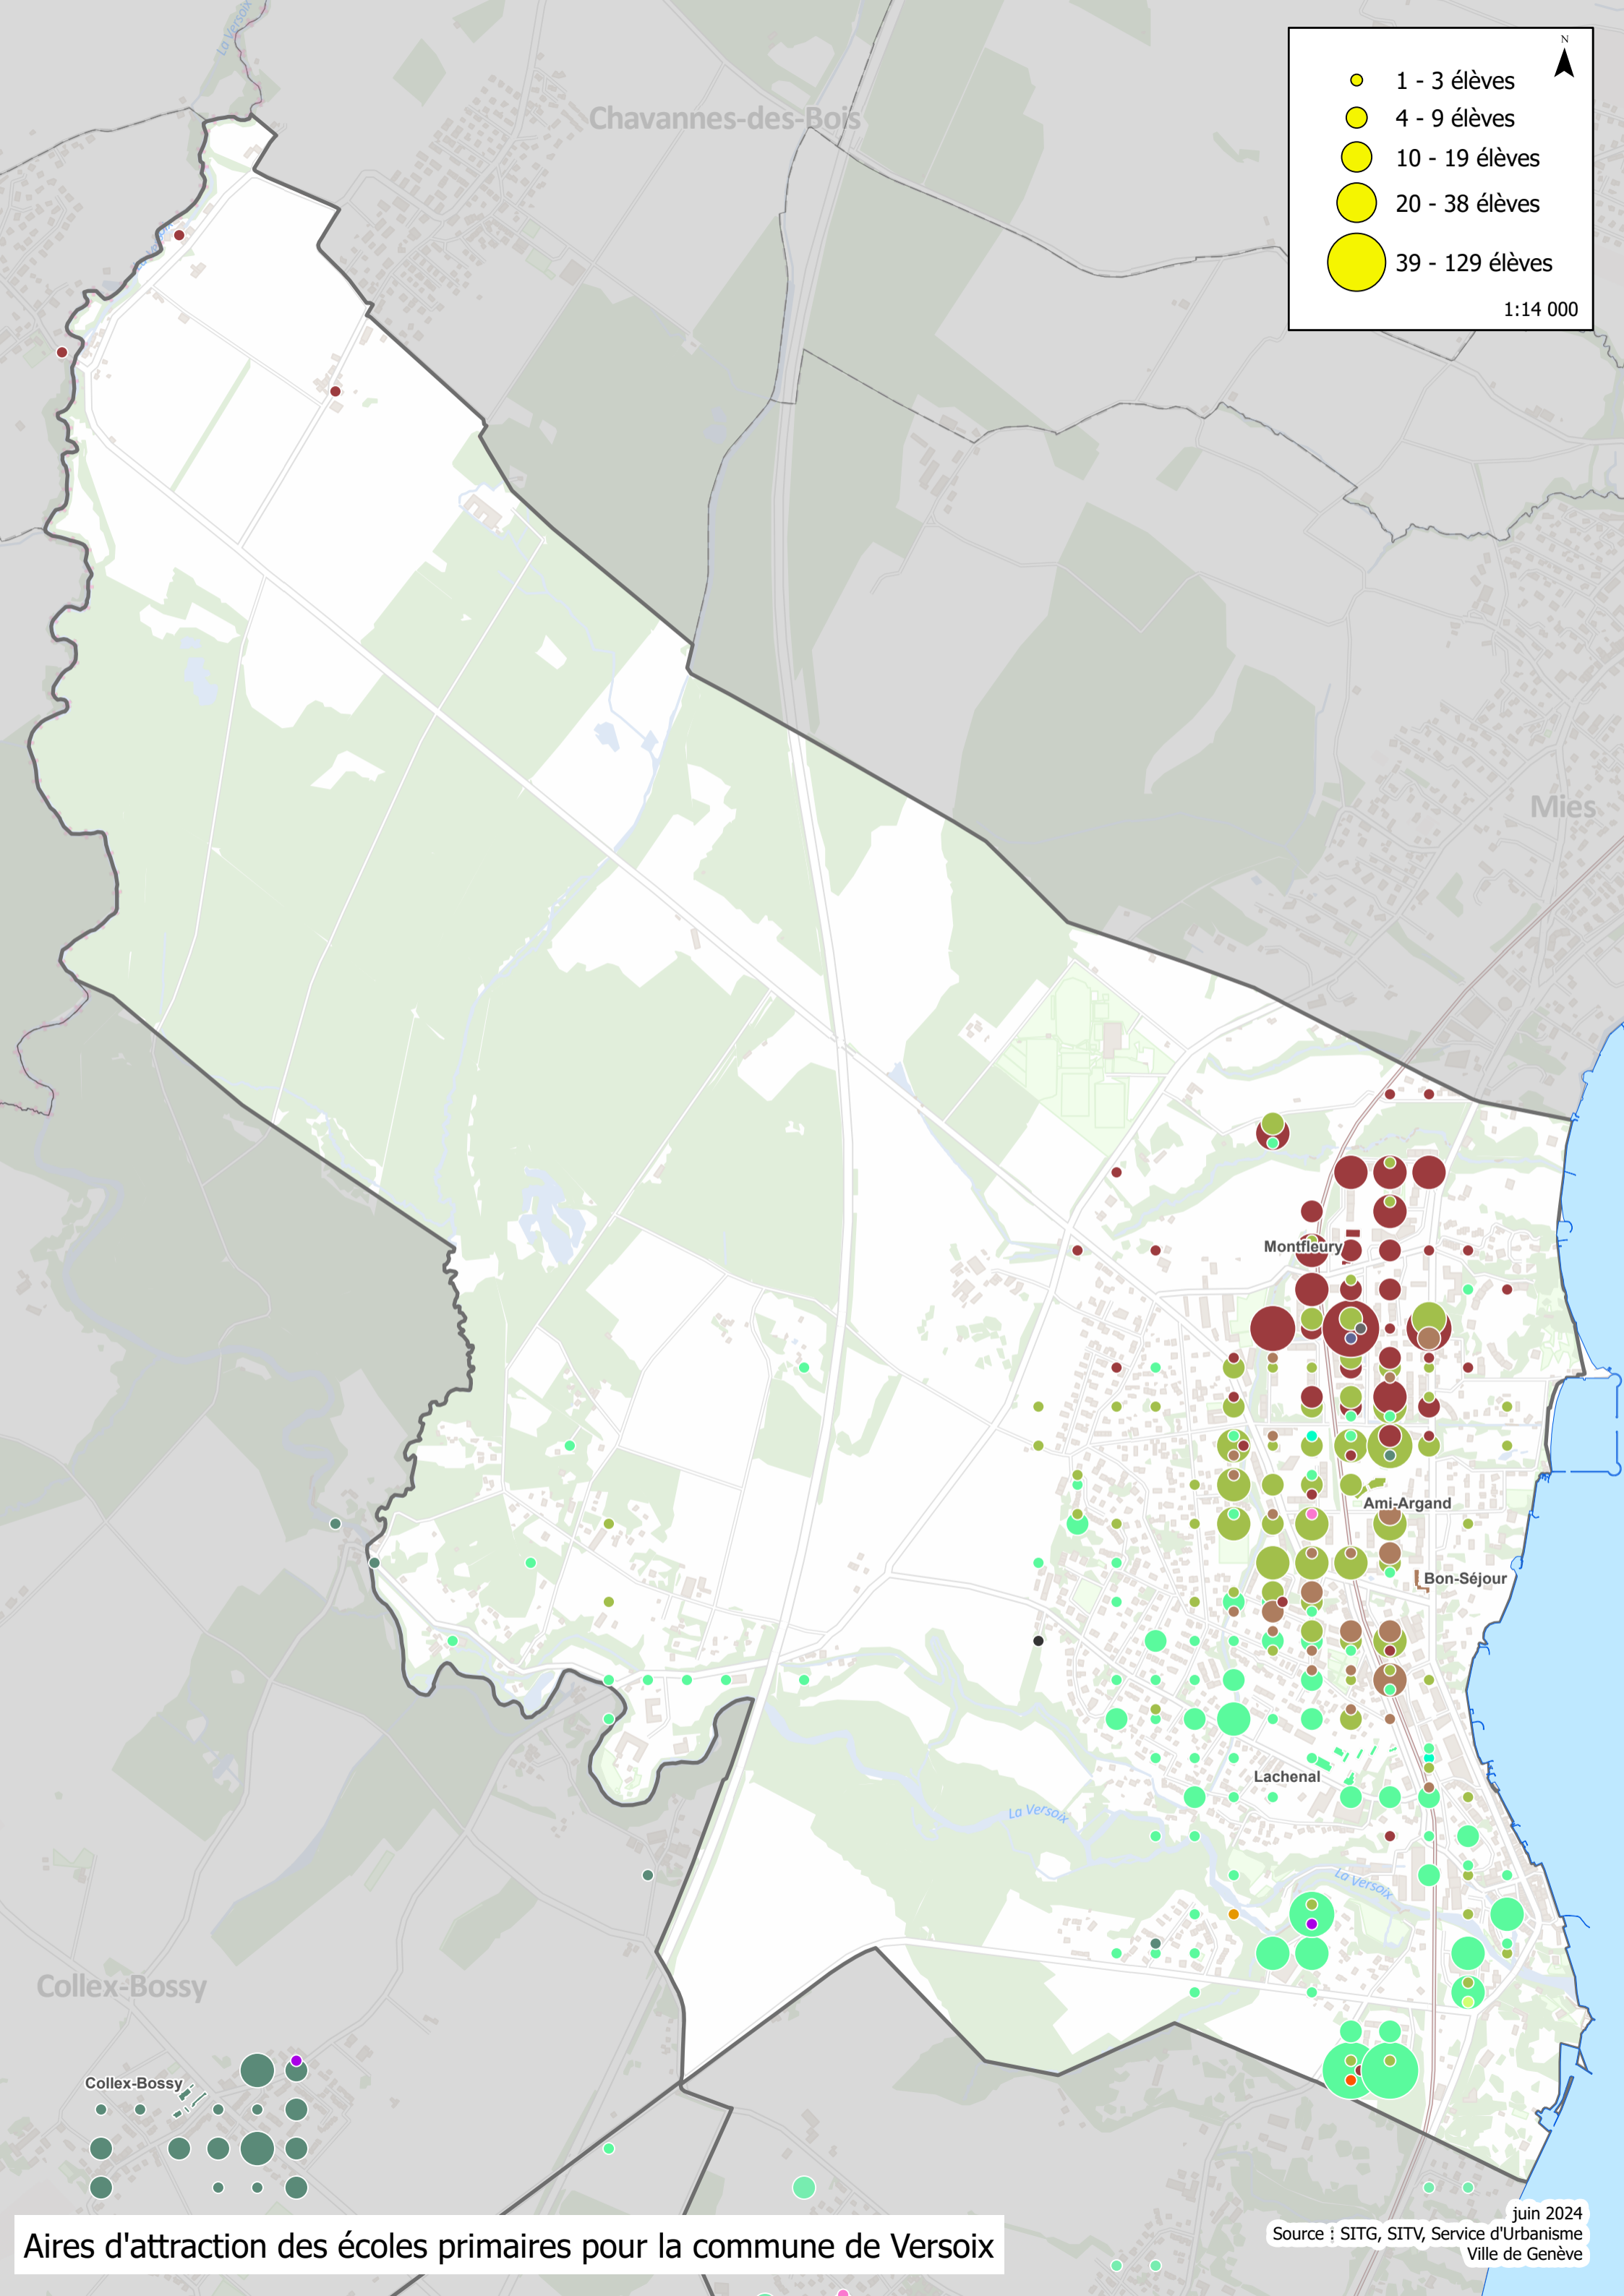 La Versoix
N
Chavannes-des-Bois
1 - 3 élèves
4 - 9 élèves
10 - 19 élèves
20 - 38 élèves
39 - 129 élèves
1:14 000
Mies
Montfleury
Ami-Argand
Bon-Séjour
Lachenal
La Versoix
La Versoix
Collex-Bossy
Collex-Bossy
juin 2024
Source : SITG, SITV, Service d'Urbanisme
Ville de Genève
Aires d'attraction des écoles primaires pour la commune de Versoix